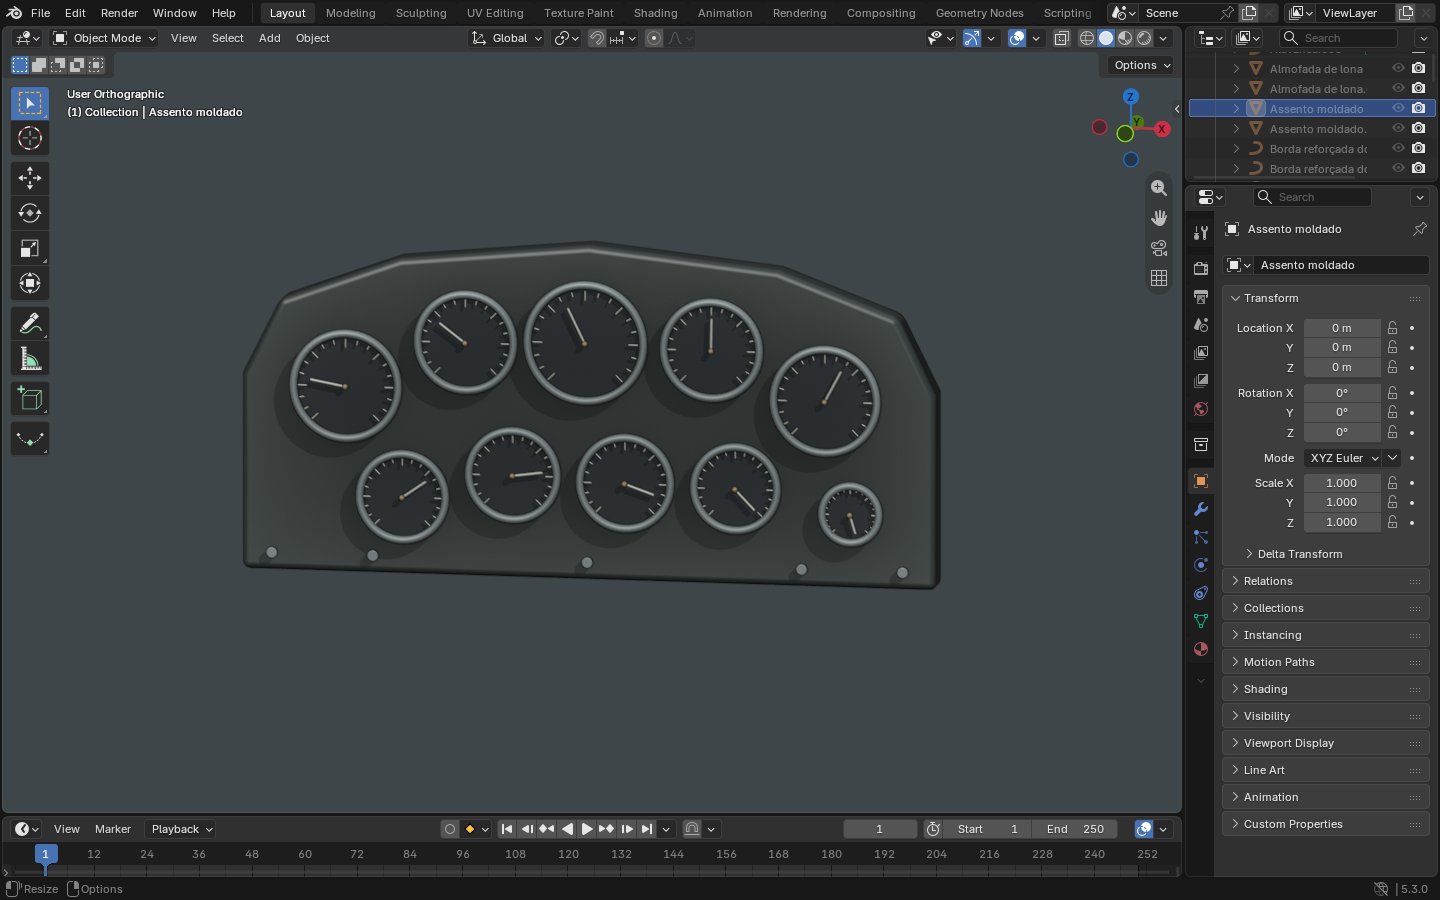 File Edit Render Window Help Layout Modeling Sculpting UV Editing Texture Paint Shading Animation Rendering Compositing Geometry Nodes Scripting Scene ViewLayer
Object Mode View Select Add Object Global
Options
User Orthographic
(1) Collection | Assento moldado
Z
Y
X
Search
Almofada de lona
Almofada de lona.
Assento moldado
Assento moldado.
Borda reforçada do
Borda reforçada do
Search
Assento moldado
Assento moldado
Transform
Location X 0 m
Y 0 m
Z 0 m
Rotation X 0°
Y 0°
Z 0°
Mode XYZ Euler
Scale X 1.000
Y 1.000
Z 1.000
Delta Transform
Relations
Collections
Instancing
Motion Paths
Shading
Visibility
Viewport Display
Line Art
Animation
Custom Properties
View Marker Playback 1 Start 1 End 250
1 12 24 36 48 60 72 84 96 108 120 132 144 156 168 180 192 204 216 228 240 252
Resize Options 5.3.0